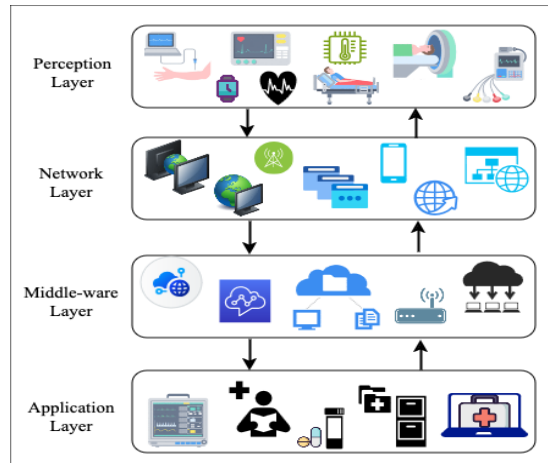 Perception
Layer
Network
Layer
Middle-ware
Layer
Application
Layer